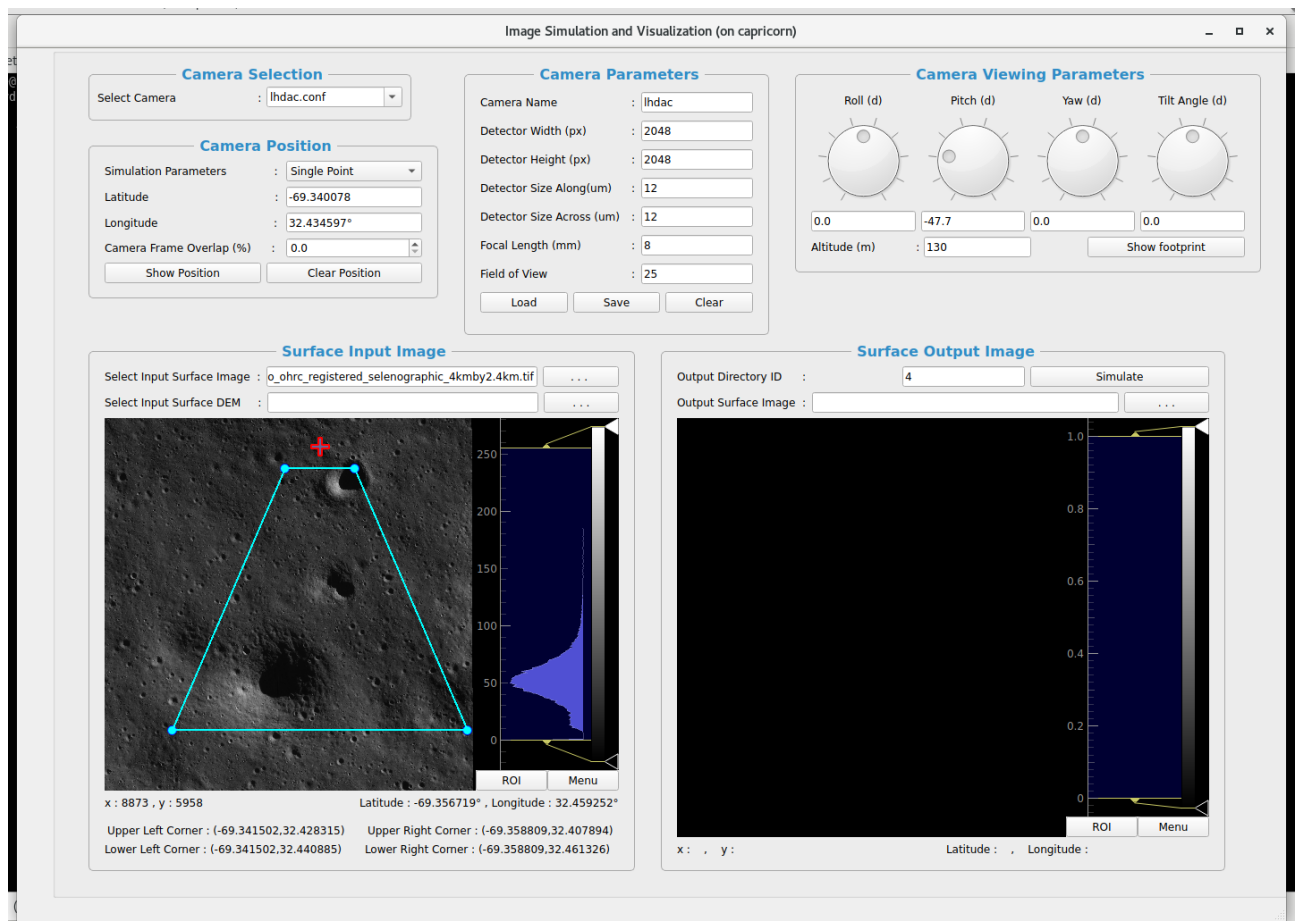 Image Simulation and Visualization (on capricorn)
Camera Selection
Select Camera : lhdac.conf
Camera Position
Simulation Parameters : Single Point
Latitude : -69.340078
Longitude : 32.434597°
Camera Frame Overlap (%) : 0.0
Show Position Clear Position
Camera Parameters
Camera Name : lhdac
Detector Width (px) : 2048
Detector Height (px) : 2048
Detector Size Along(um) : 12
Detector Size Across (um) : 12
Focal Length (mm) : 8
Field of View : 25
Load Save Clear
Camera Viewing Parameters
Roll (d) Pitch (d) Yaw (d) Tilt Angle (d)
0.0 -47.7 0.0 0.0
Altitude (m) : 130 Show footprint
Surface Input Image
Select Input Surface Image : o_ohrc_registered_selenographic_4kmby2.4km.tif ...
Select Input Surface DEM : ...
250
200
150
100
50
0
ROI Menu
x : 8873 , y : 5958 Latitude : -69.356719° , Longitude : 32.459252°
Upper Left Corner : (-69.341502,32.428315) Upper Right Corner : (-69.358809,32.407894)
Lower Left Corner : (-69.341502,32.440885) Lower Right Corner : (-69.358809,32.461326)
Surface Output Image
Output Directory ID : 4 Simulate
Output Surface Image : ...
1.0
0.8
0.6
0.4
0.2
0
ROI Menu
x : , y : Latitude : , Longitude :